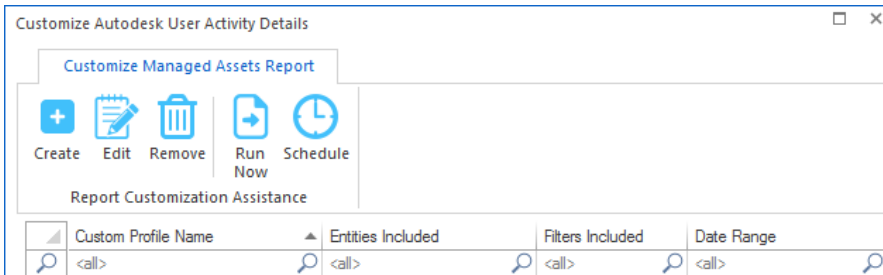 Customize Autodesk User Activity Details
Customize Managed Assets Report
Create Edit Remove Run Now Schedule
Report Customization Assistance
Custom Profile Name Entities Included Filters Included Date Range
<all> <all> <all> <all>